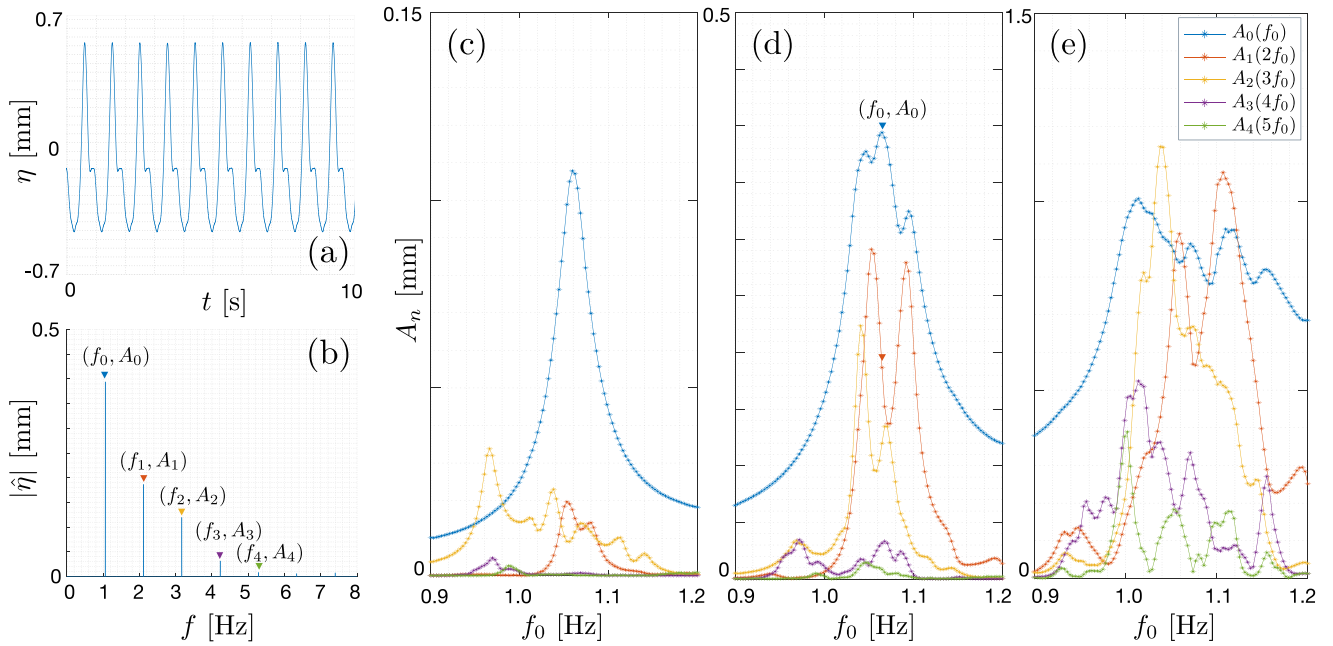 0.7
0
-0.7
η [mm]
(a)
0
10
t [s]
0.5
0
|η̂| [mm]
(b)
(f₀, A₀)
(f₁, A₁)
(f₂, A₂)
(f₃, A₃)
(f₄, A₄)
0 1 2 3 4 5 6 7 8
f [Hz]
0.15
(c)
Aₙ [mm]
0
0.9 1.0 1.1 1.2
f₀ [Hz]
0.5
(d)
(f₀, A₀)
0
0.9 1.0 1.1 1.2
f₀ [Hz]
1.5
(e)
A₀(f₀)
A₁(2f₀)
A₂(3f₀)
A₃(4f₀)
A₄(5f₀)
0
0.9 1.0 1.1 1.2
f₀ [Hz]